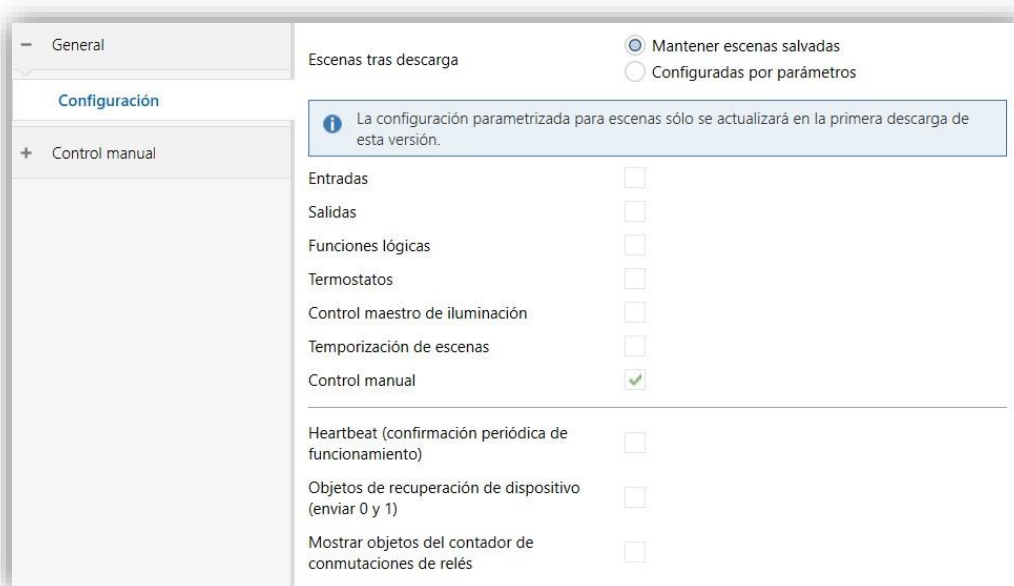 General
Configuración
Control manual
Escenas tras descarga
Mantener escenas salvadas
Configuradas por parámetros
La configuración parametrizada para escenas sólo se actualizará en la primera descarga de
esta versión.
Entradas
Salidas
Funciones lógicas
Termostatos
Control maestro de iluminación
Temporización de escenas
Control manual
Heartbeat (confirmación periódica de
funcionamiento)
Objetos de recuperación de dispositivo
(enviar 0 y 1)
Mostrar objetos del contador de
conmutaciones de relés